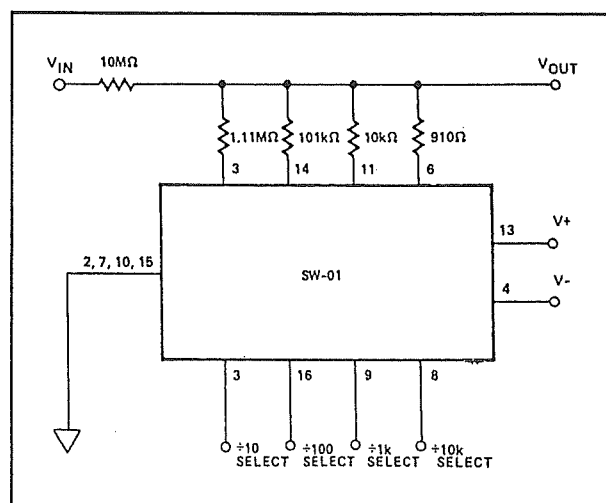 V_IN 10MΩ V_OUT
1.11MΩ 101kΩ 10kΩ 910Ω
3 14 11 6
13 V+
2, 7, 10, 15
SW-01
4 V-
3 16 9 8
÷10 ÷100 ÷1k ÷10k
SELECT SELECT SELECT SELECT